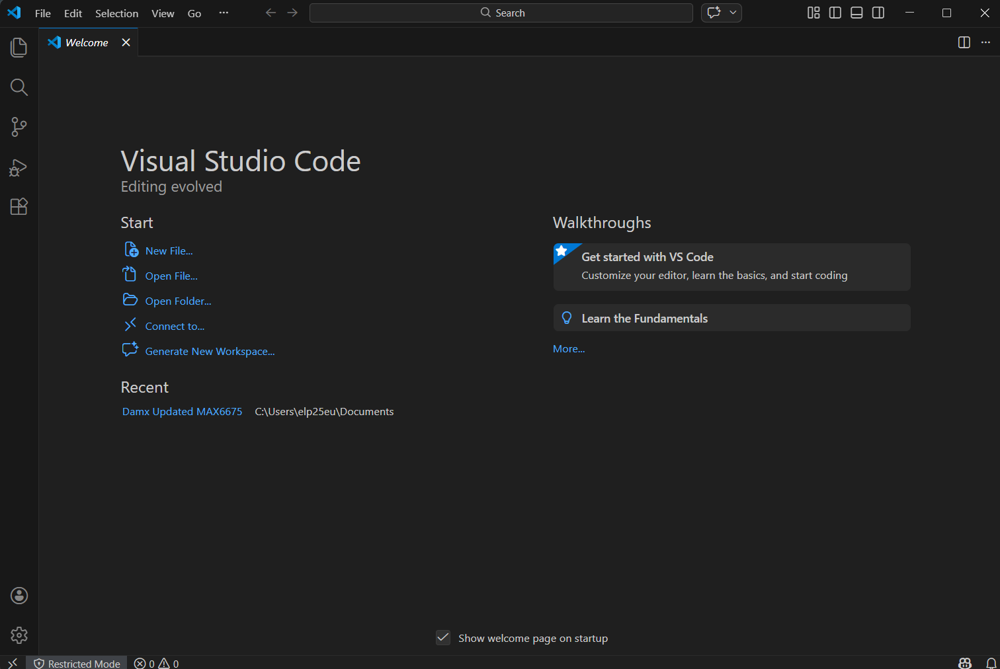 File Edit Selection View Go ··· Search
Welcome
Visual Studio Code
Editing evolved
Start
New File...
Open File...
Open Folder...
Connect to...
Generate New Workspace...
Recent
Damx Updated MAX6675 C:\Users\elp25eu\Documents
Walkthroughs
Get started with VS Code
Customize your editor, learn the basics, and start coding
Learn the Fundamentals
More...
Show welcome page on startup
Restricted Mode 0 0